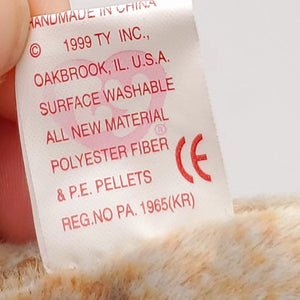 HANDMADE IN CHINA
© 1999 TY INC.,
OAKBROOK, IL. U.S.A.
SURFACE WASHABLE
ALL NEW MATERIAL
POLYESTER FIBER
& P.E. PELLETS
REG.NO PA. 1965(KR)
®
CE